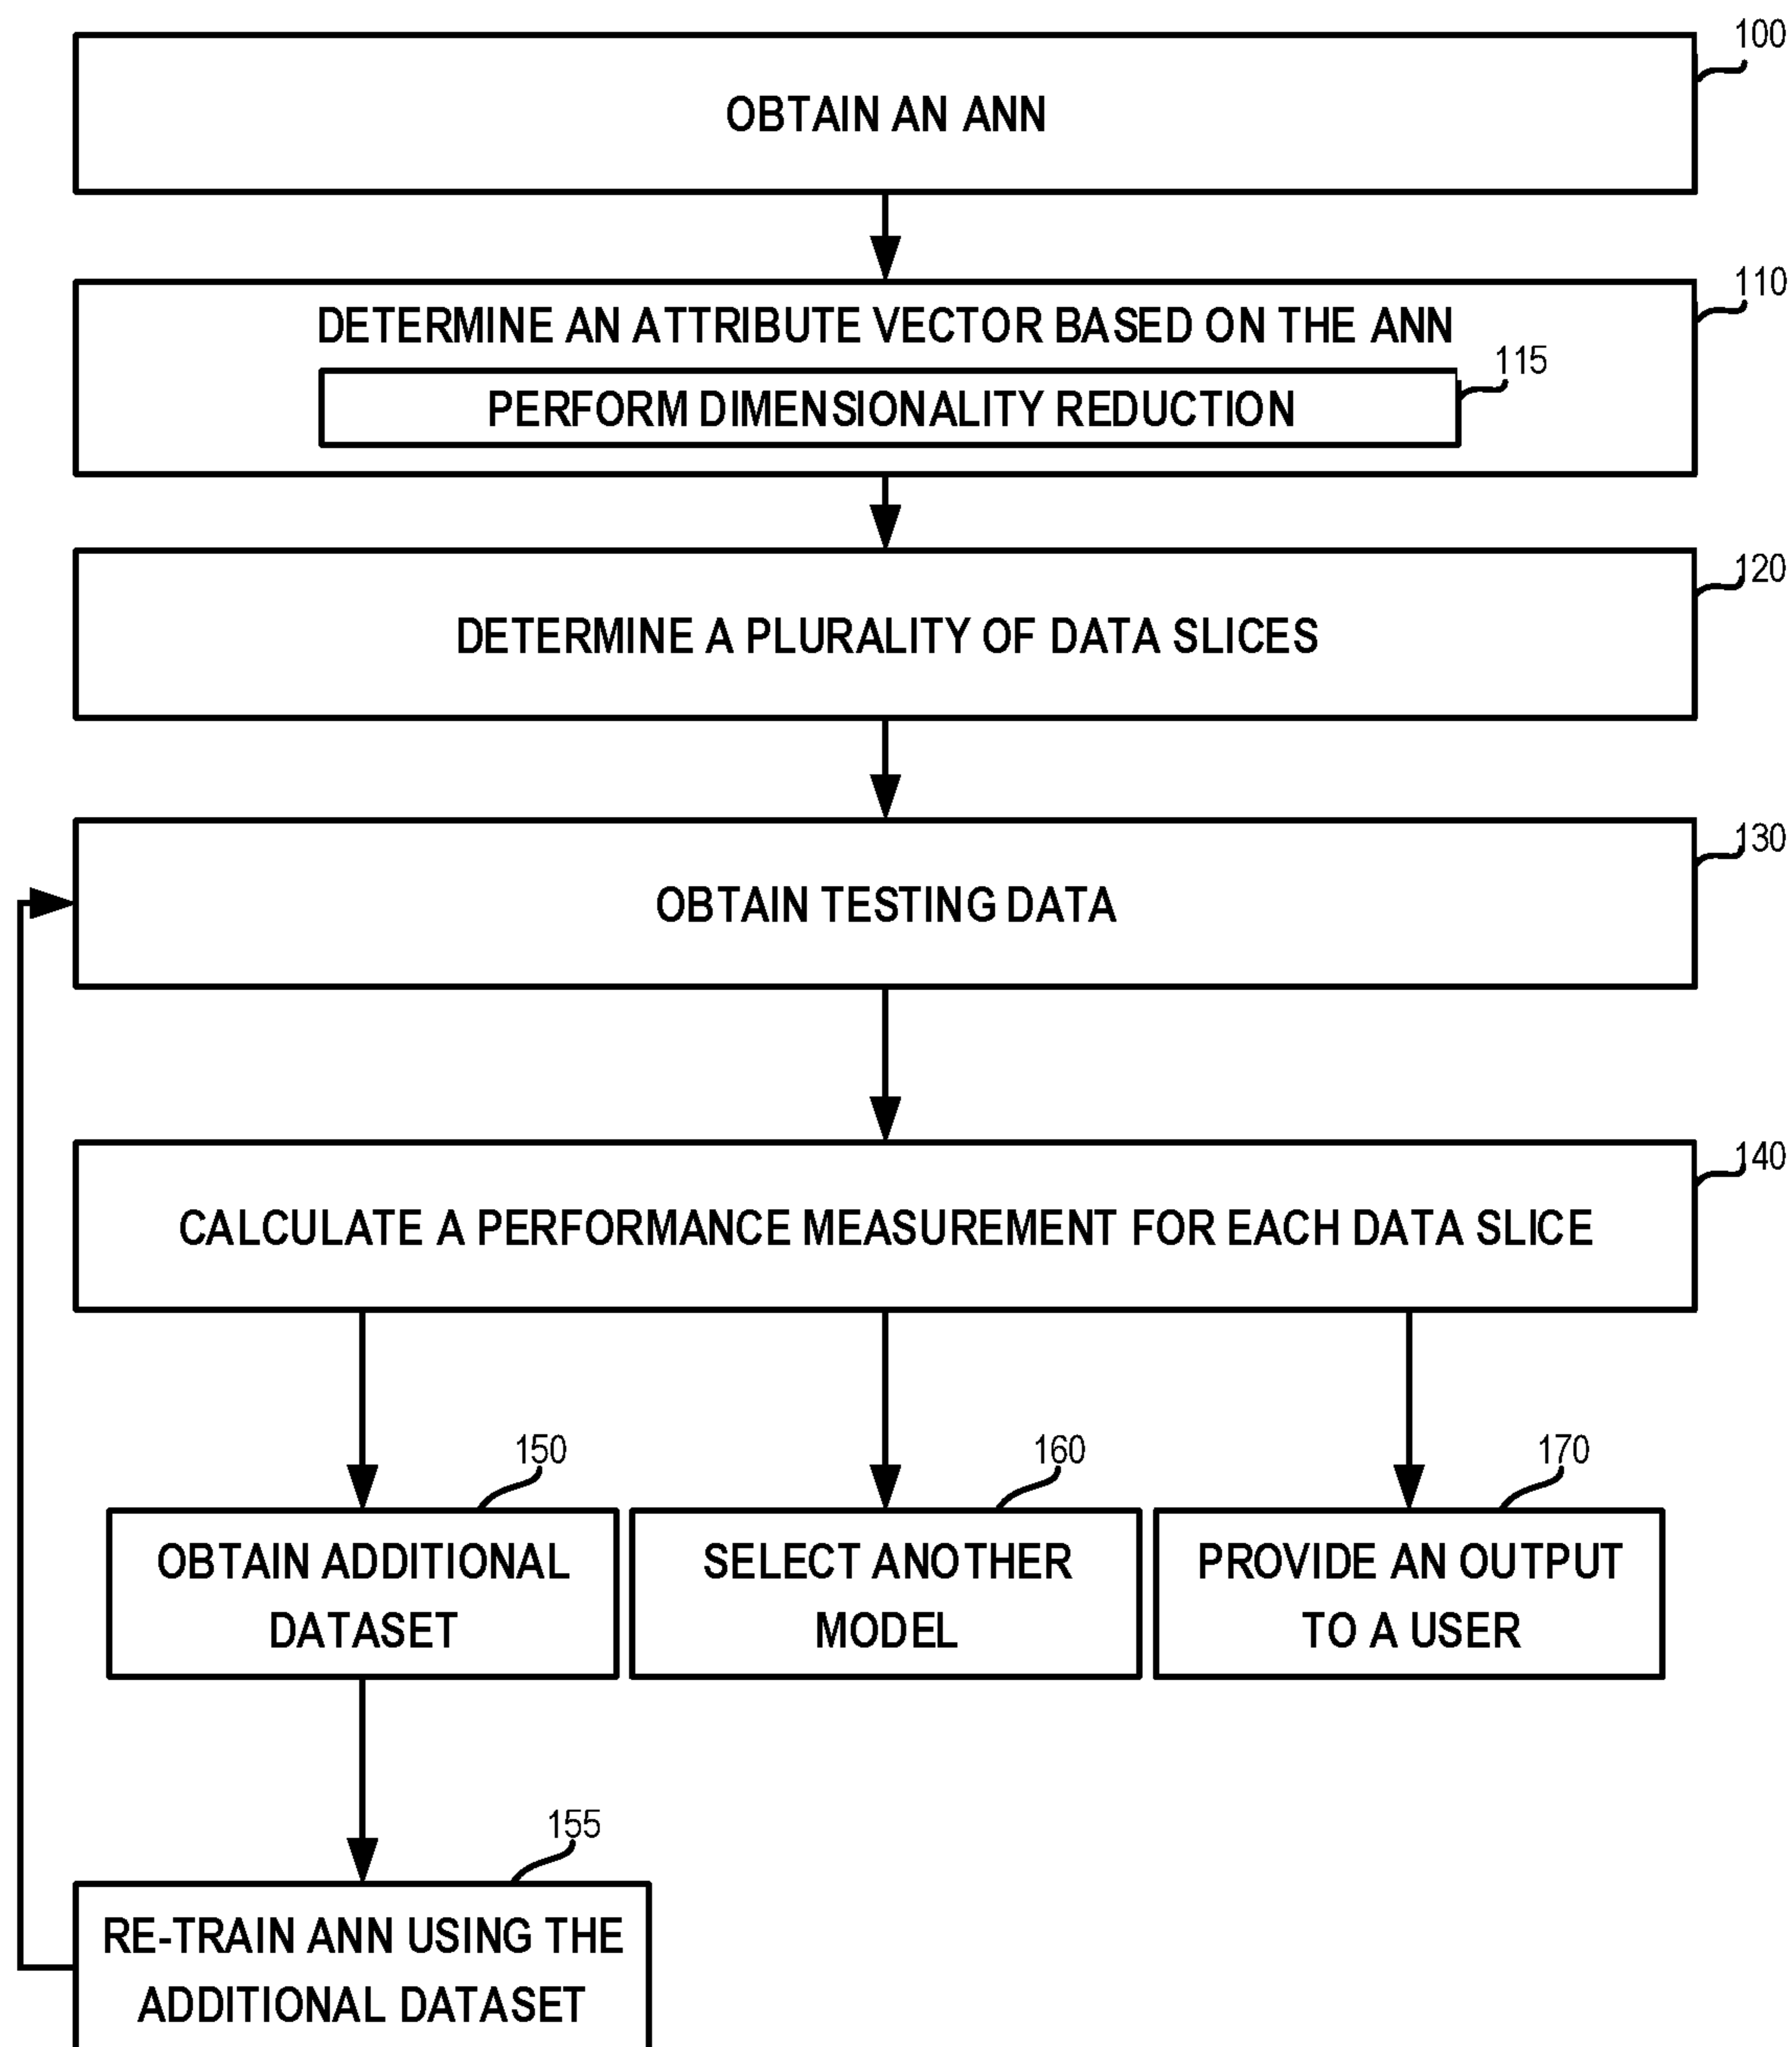 100
OBTAIN AN ANN
110
DETERMINE AN ATTRIBUTE VECTOR BASED ON THE ANN
115
PERFORM DIMENSIONALITY REDUCTION
120
DETERMINE A PLURALITY OF DATA SLICES
130
OBTAIN TESTING DATA
140
CALCULATE A PERFORMANCE MEASUREMENT FOR EACH DATA SLICE
150
OBTAIN ADDITIONAL
DATASET
160
SELECT ANOTHER
MODEL
170
PROVIDE AN OUTPUT
TO A USER
155
RE-TRAIN ANN USING THE
ADDITIONAL DATASET